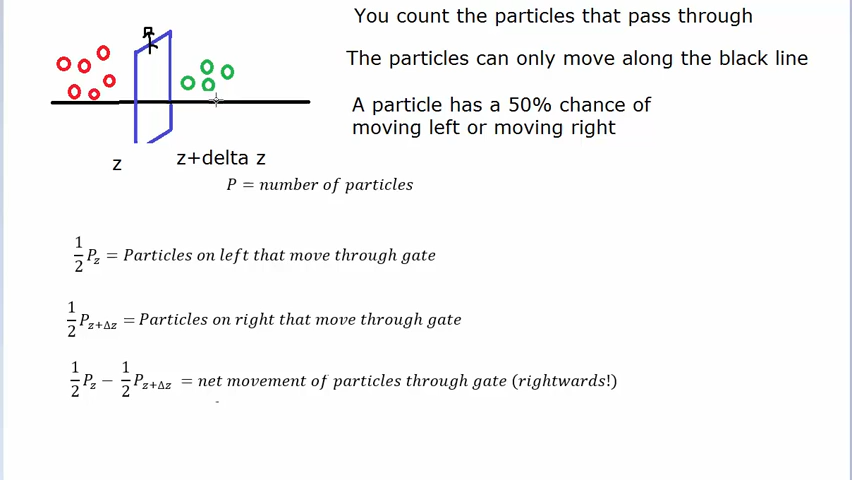 You count the particles that pass through
The particles can only move along the black line
A particle has a 50% chance of
moving left or moving right
z
z+delta z
P = number of particles
1/2 P_z = Particles on left that move through gate
1/2 P_{z+Δz} = Particles on right that move through gate
1/2 P_z − 1/2 P_{z+Δz} = net movement of particles through gate (rightwards!)